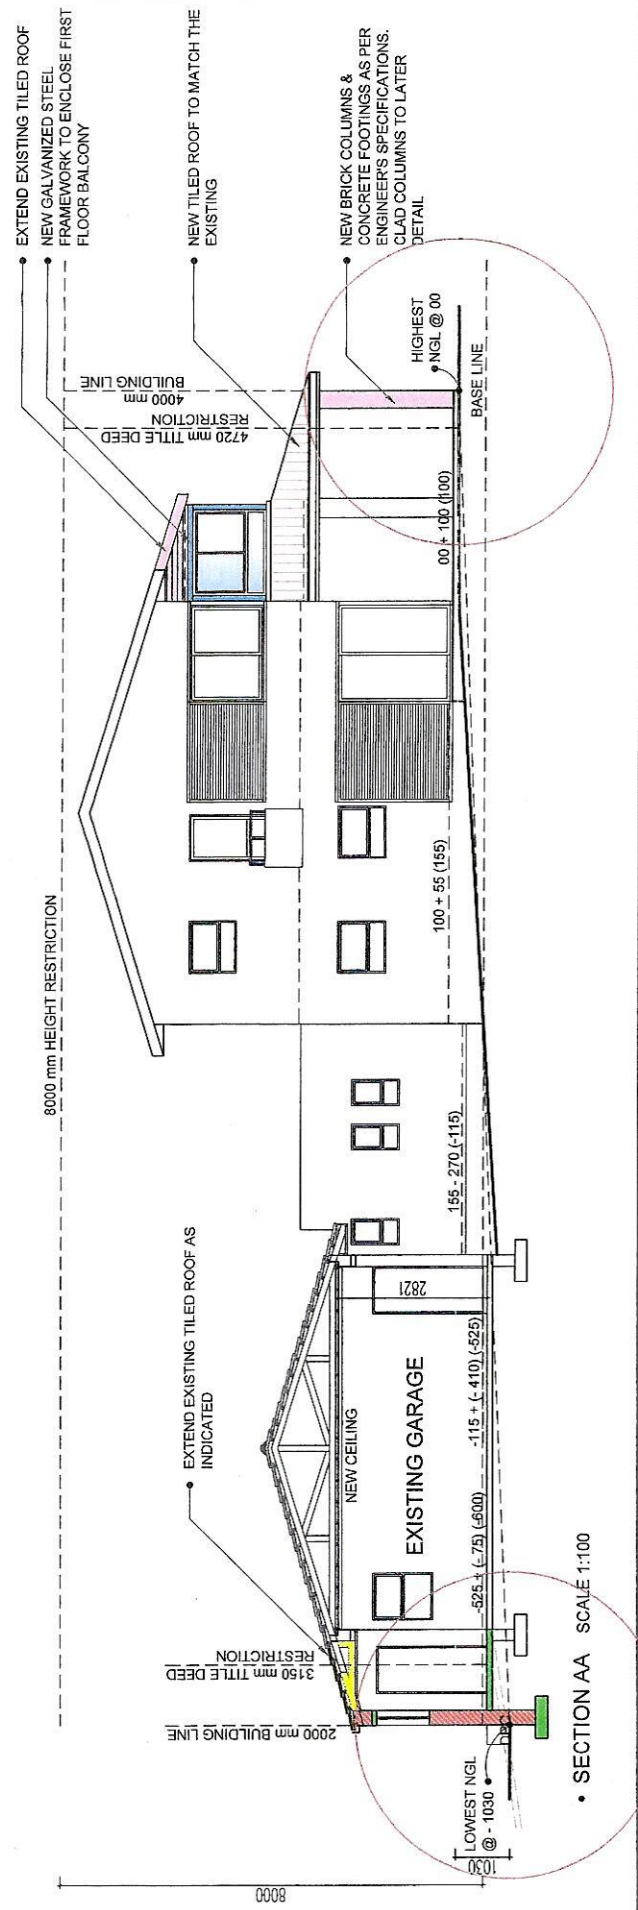 EXTEND EXISTING TILED ROOF
NEW GALVANIZED STEEL
FRAMEWORK TO ENCLOSE FIRST
FLOOR BALCONY
NEW TILED ROOF TO MATCH THE
EXISTING
NEW BRICK COLUMNS &
CONCRETE FOOTINGS AS PER
ENGINEER'S SPECIFICATIONS.
CLAD COLUMNS TO LATER
DETAIL
8000 mm HEIGHT RESTRICTION
4000 mm
BUILDING LINE
4720 mm TITLE DEED
RESTRICTION
HIGHEST
NGL @ 00
BASE LINE
00 + 100 (100)
100 + 55 (155)
155 - 270 (-115)
EXTEND EXISTING TILED ROOF AS
INDICATED
NEW CEILING
2821
EXISTING GARAGE
-115 + (- 410) (-525)
-525 + (-75) (-600)
3150 mm TITLE DEED
RESTRICTION
2000 mm BUILDING LINE
DPC
LOWEST NGL
@ - 1030
1030
8000
• SECTION AA SCALE 1:100